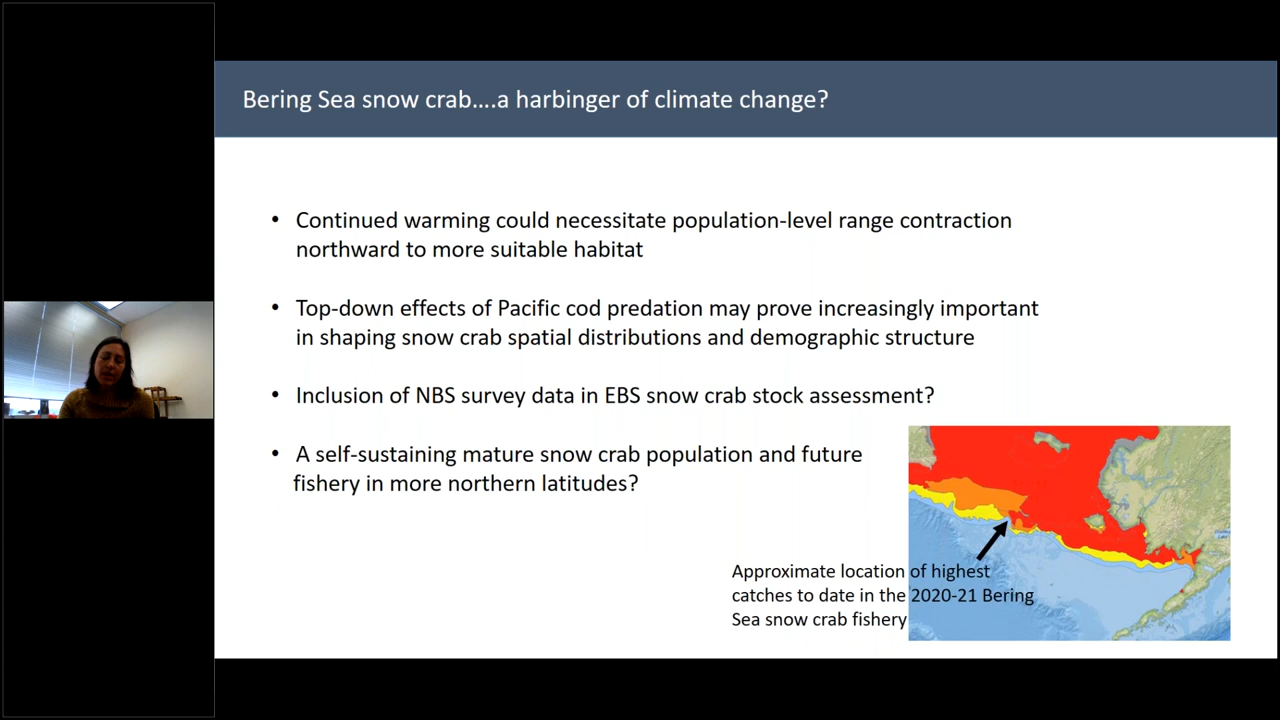 Bering Sea snow crab....a harbinger of climate change?
• Continued warming could necessitate population-level range contraction
northward to more suitable habitat
• Top-down effects of Pacific cod predation may prove increasingly important
in shaping snow crab spatial distributions and demographic structure
• Inclusion of NBS survey data in EBS snow crab stock assessment?
• A self-sustaining mature snow crab population and future
fishery in more northern latitudes?
Approximate location of highest
catches to date in the 2020-21 Bering
Sea snow crab fishery